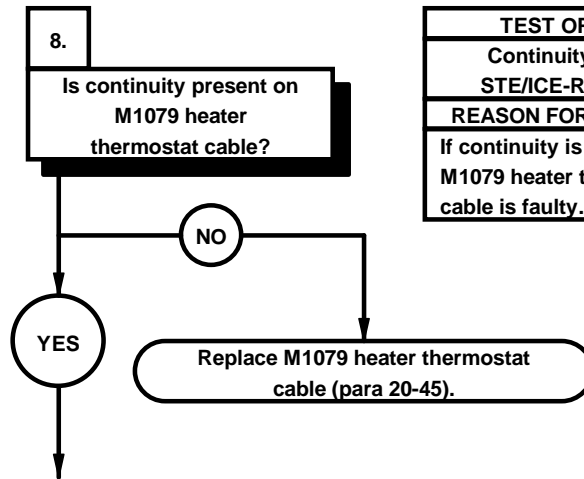 8.
Is continuity present on
M1079 heater
thermostat cable?
NO
YES
Replace M1079 heater thermostat
cable (para 20-45).
TEST OP
Continuity
STE/ICE-R
REASON FOR
If continuity is
M1079 heater t
cable is faulty.